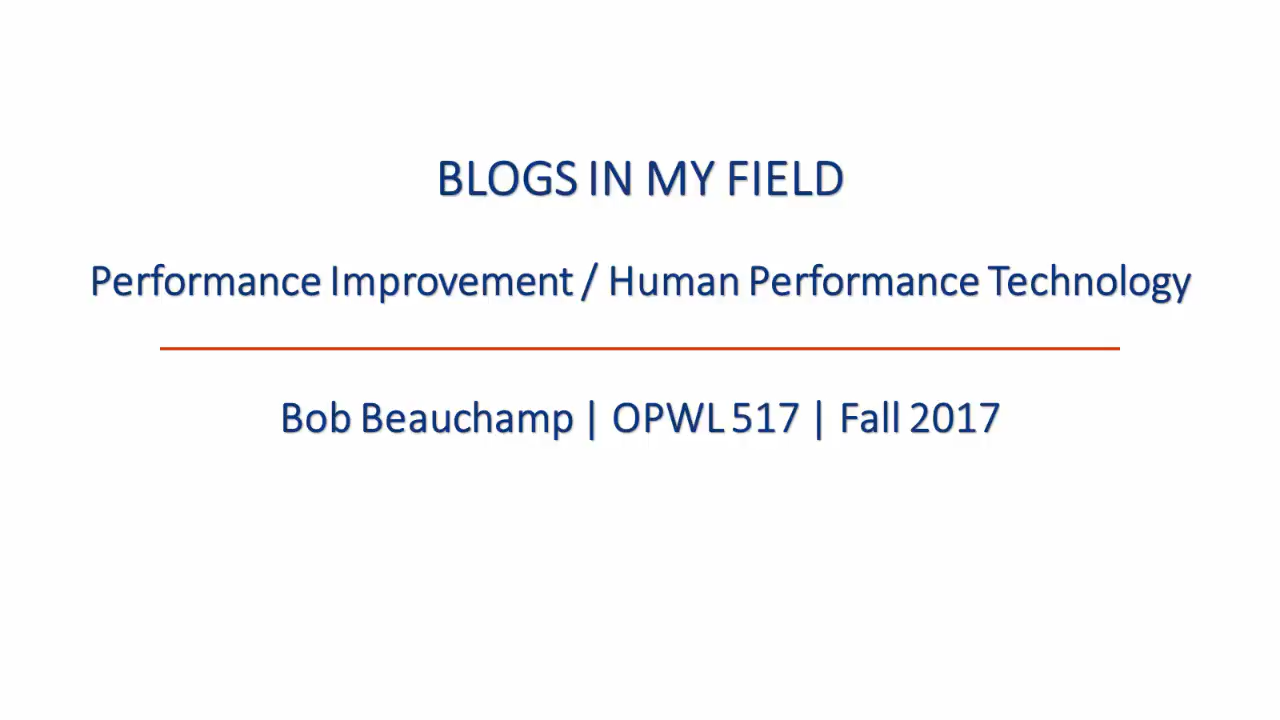 BLOGS IN MY FIELD
Performance Improvement / Human Performance Technology
Bob Beauchamp | OPWL 517 | Fall 2017